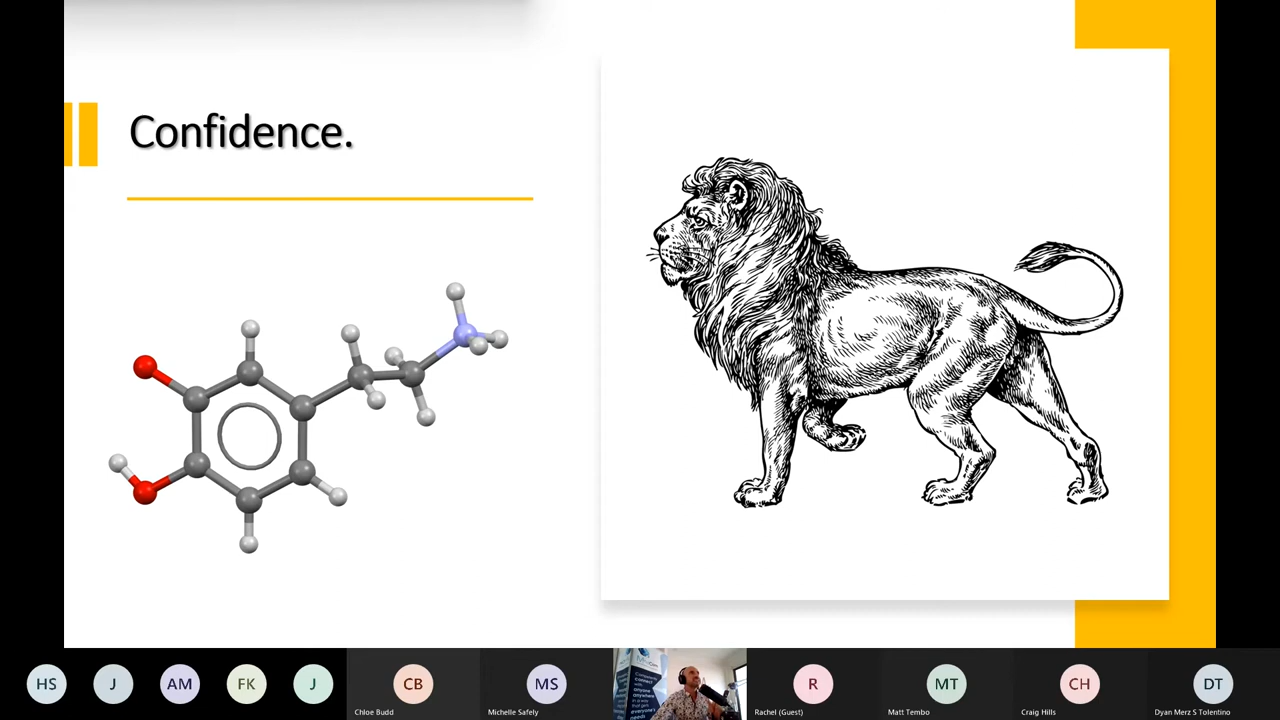 Confidence.
HS
J
AM
FK
J
CB
Chloe Budd
MS
Michelle Safely
R
Rachel (Guest)
MT
Matt Tembo
CH
Craig Hills
DT
Dyan Merz S Tolentino